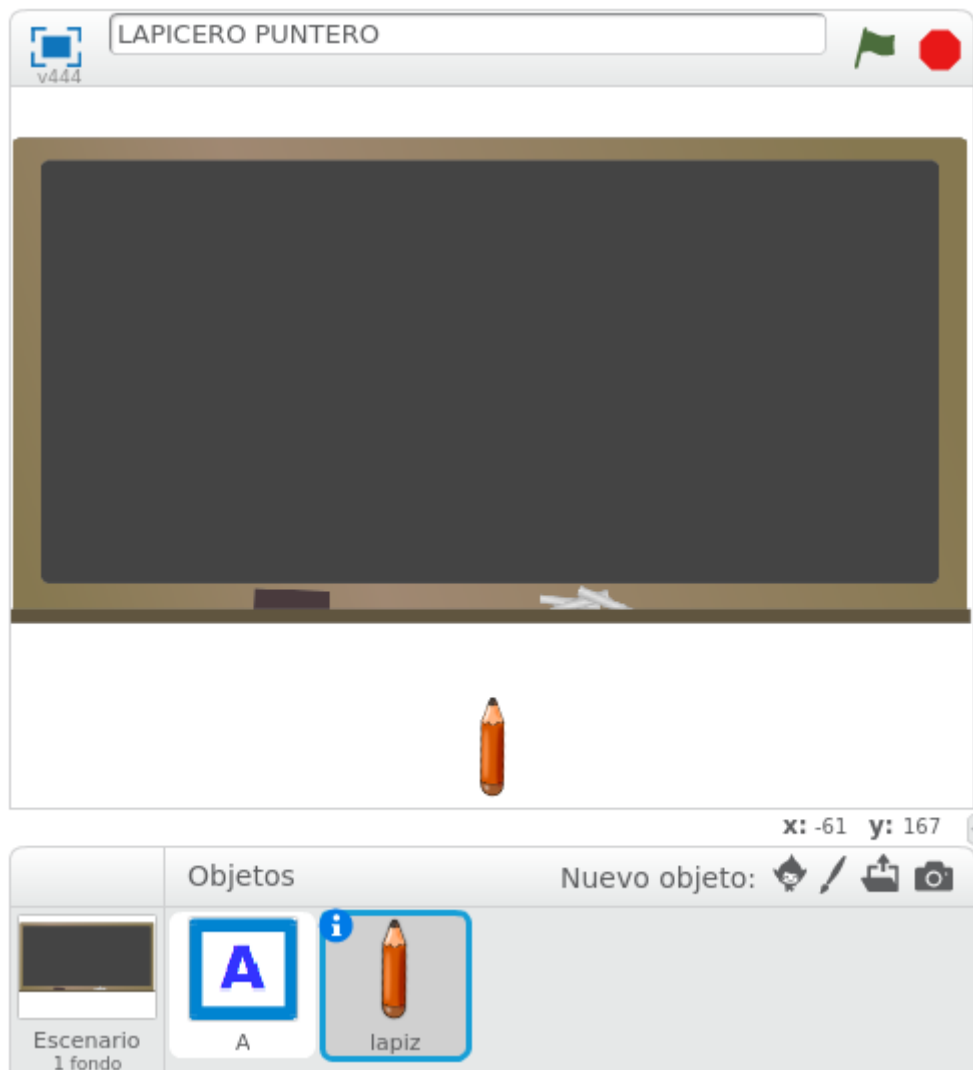 LAPICERO PUNTERO
v444
x: -61 y: 167
Objetos
Nuevo objeto:
A
Escenario
1 fondo
A
lapiz